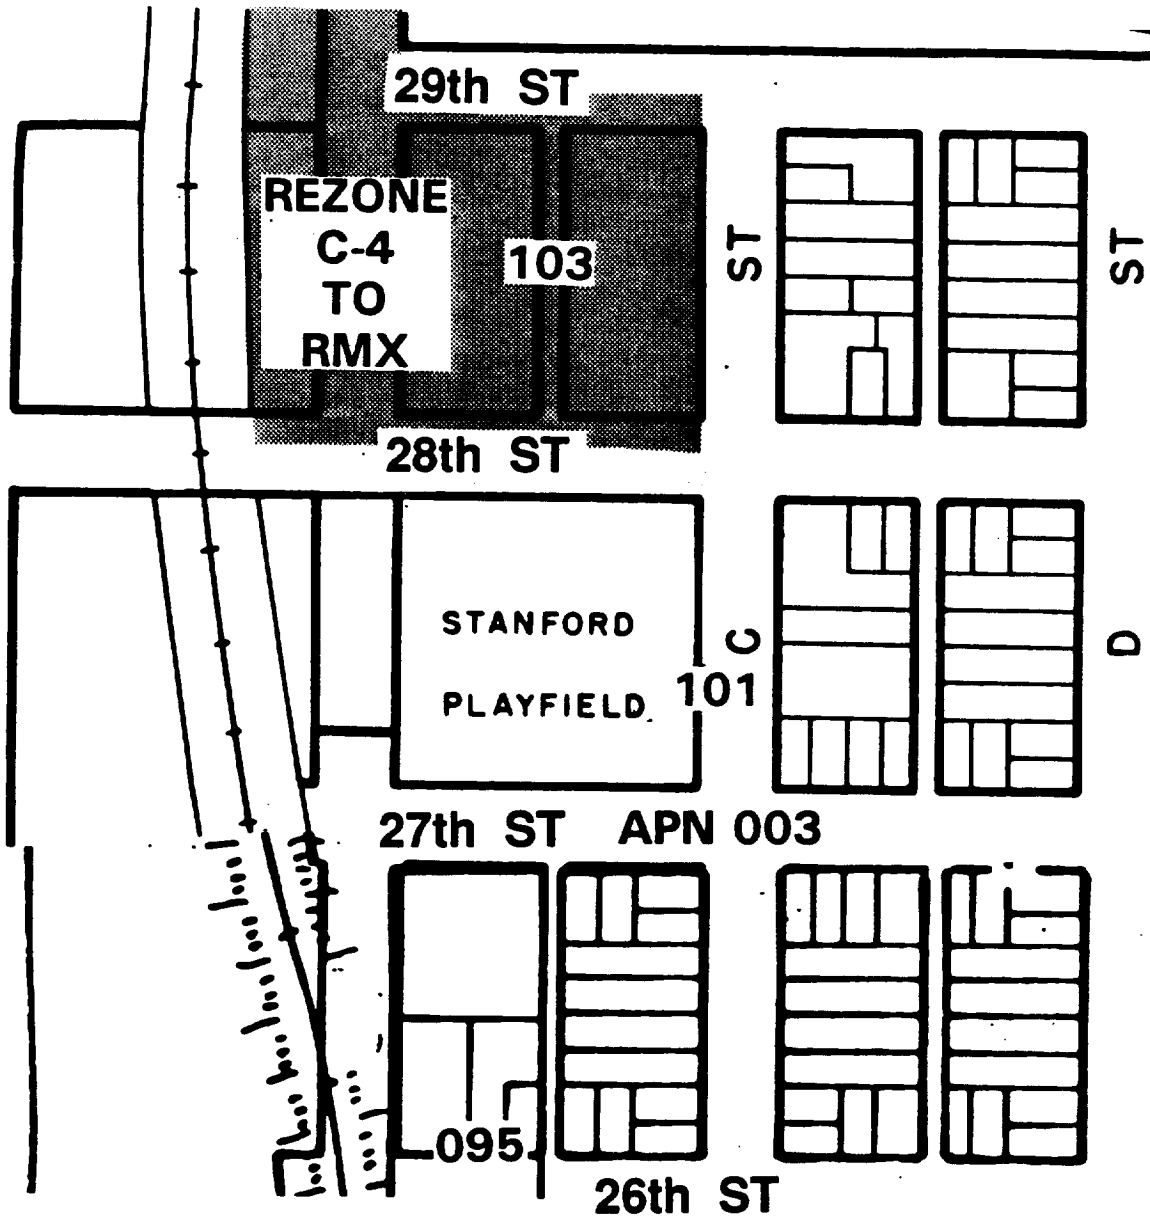 29th ST
REZONE
C-4
TO
RMX
103
ST
ST
28th ST
STANFORD
PLAYFIELD
C
D
101
27th ST APN 003
095
26th ST